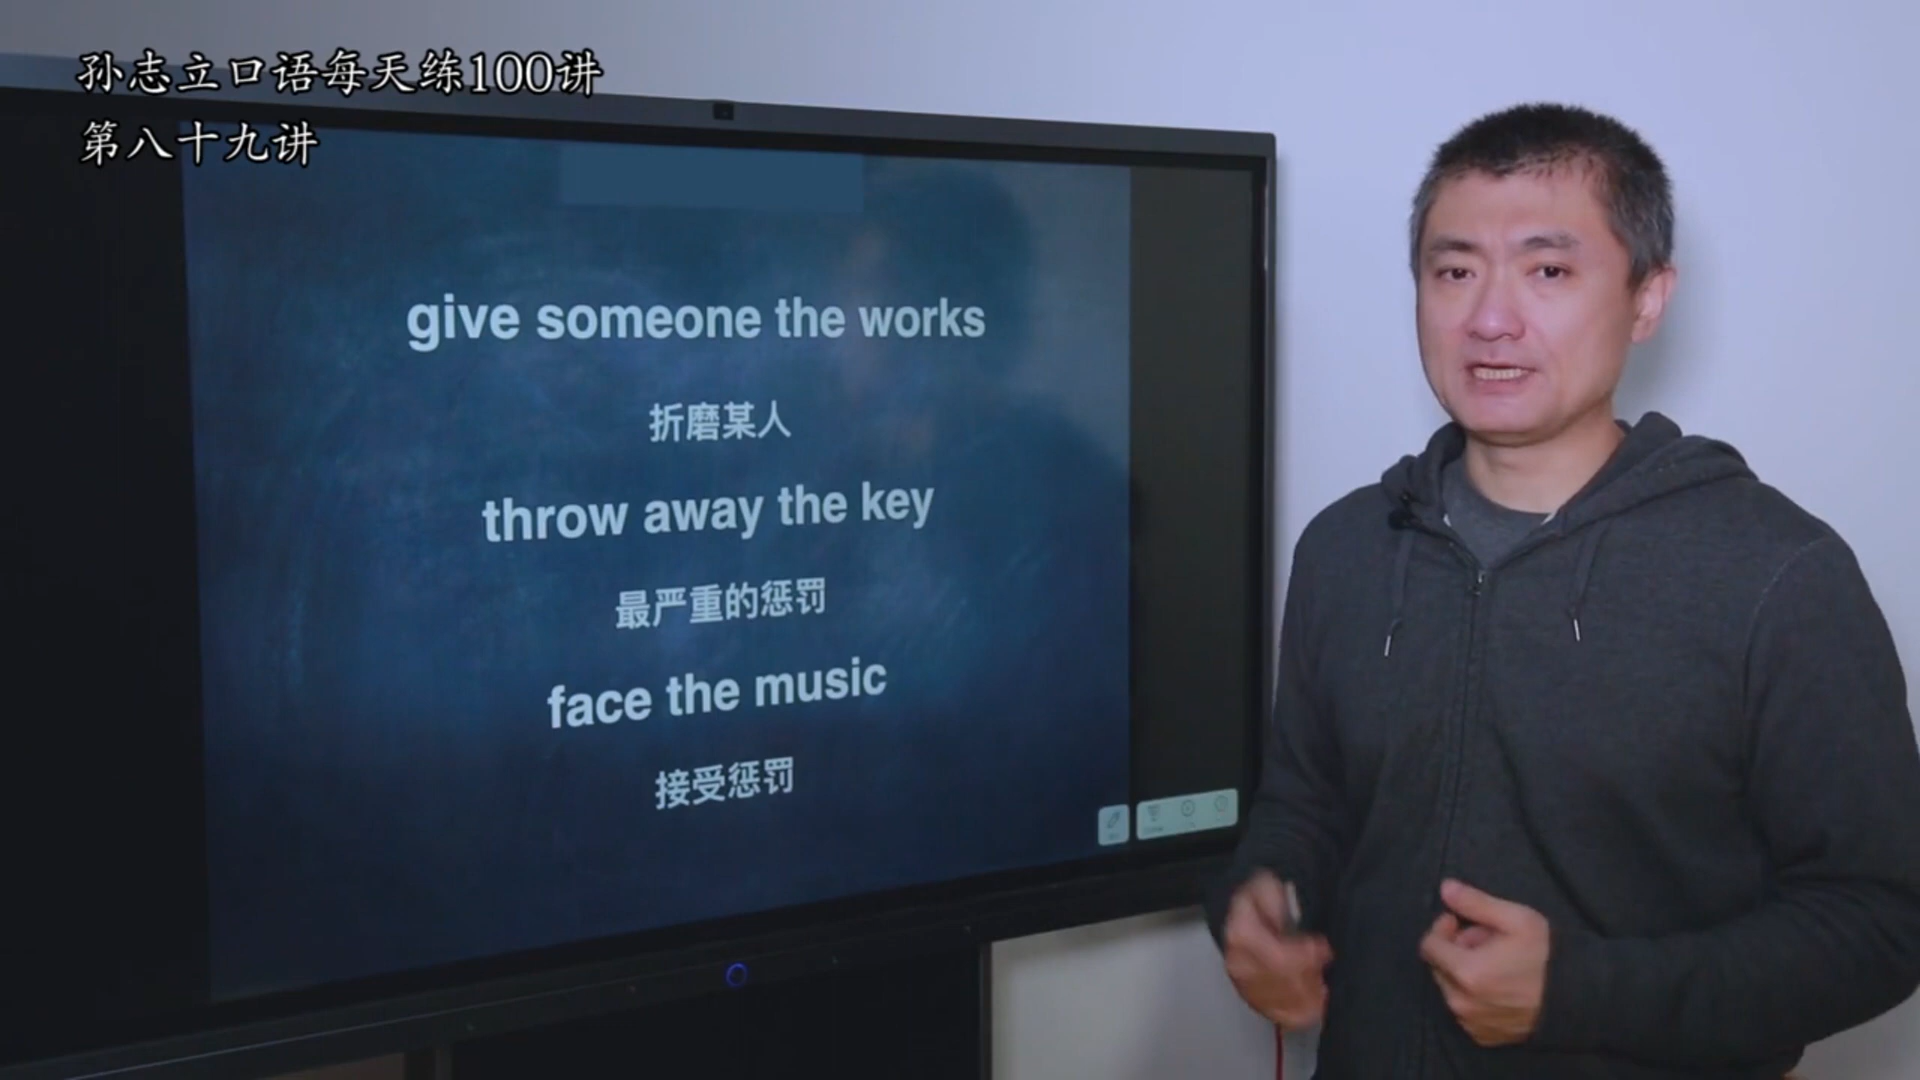 孙志立口语每天练100讲
第八十九讲
give someone the works
折磨某人
throw away the key
最严重的惩罚
face the music
接受惩罚